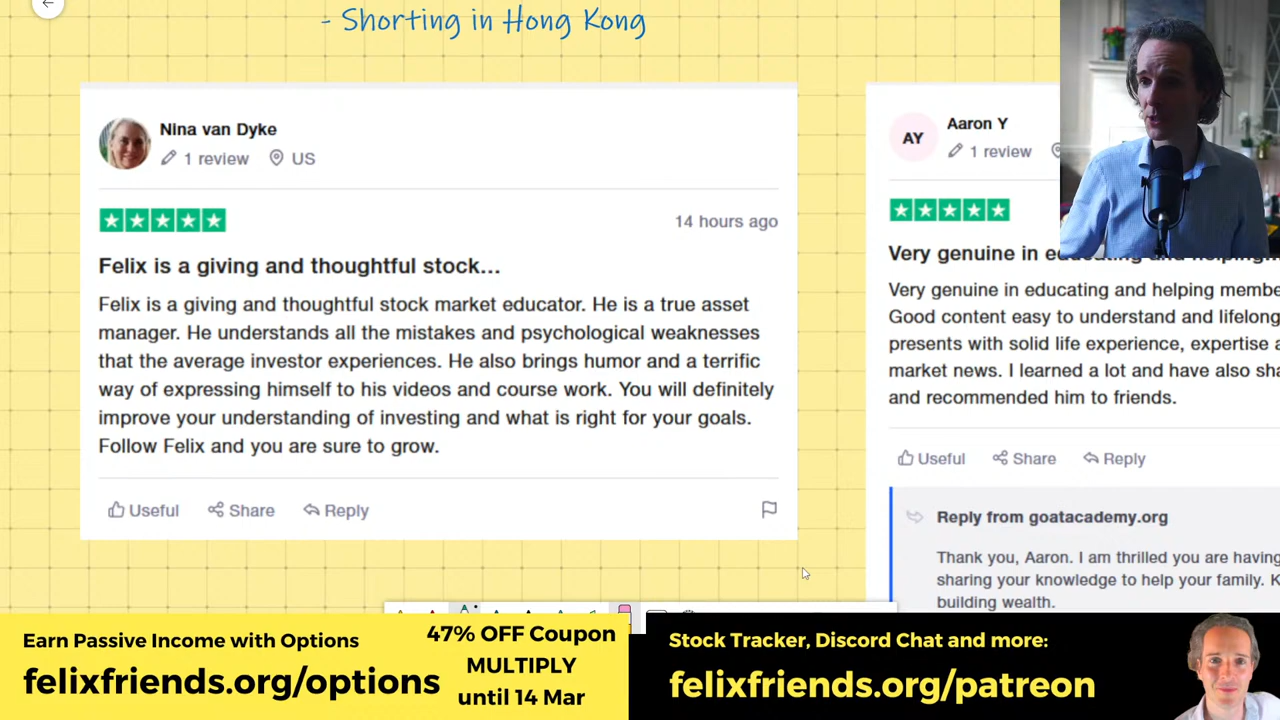 - Shorting in Hong Kong
Nina van Dyke
1 review US
14 hours ago
Felix is a giving and thoughtful stock...
Felix is a giving and thoughtful stock market educator. He is a true asset
manager. He understands all the mistakes and psychological weaknesses
that the average investor experiences. He also brings humor and a terrific
way of expressing himself to his videos and course work. You will definitely
improve your understanding of investing and what is right for your goals.
Follow Felix and you are sure to grow.
Useful Share Reply
AY
Aaron Y
1 review
Very genuine in
Very genuine in educating and helping membe
Good content easy to understand and lifelong
presents with solid life experience, expertise a
market news. I learned a lot and have also sha
and recommended him to friends.
Useful Share Reply
Reply from goatacademy.org
Thank you, Aaron. I am thrilled you are having
sharing your knowledge to help your family. K
building wealth.
Earn Passive Income with Options
felixfriends.org/options
47% OFF Coupon
MULTIPLY
until 14 Mar
Stock Tracker, Discord Chat and more:
felixfriends.org/patreon